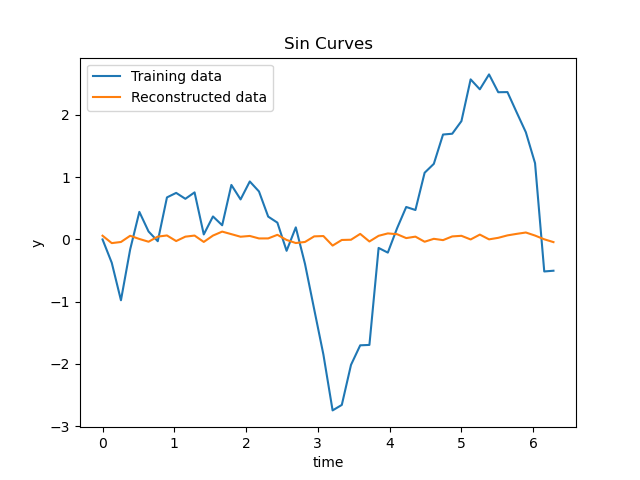 Sin Curves
Training data
Reconstructed data
2
1
0
−1
−2
−3
y
0 1 2 3 4 5 6
time